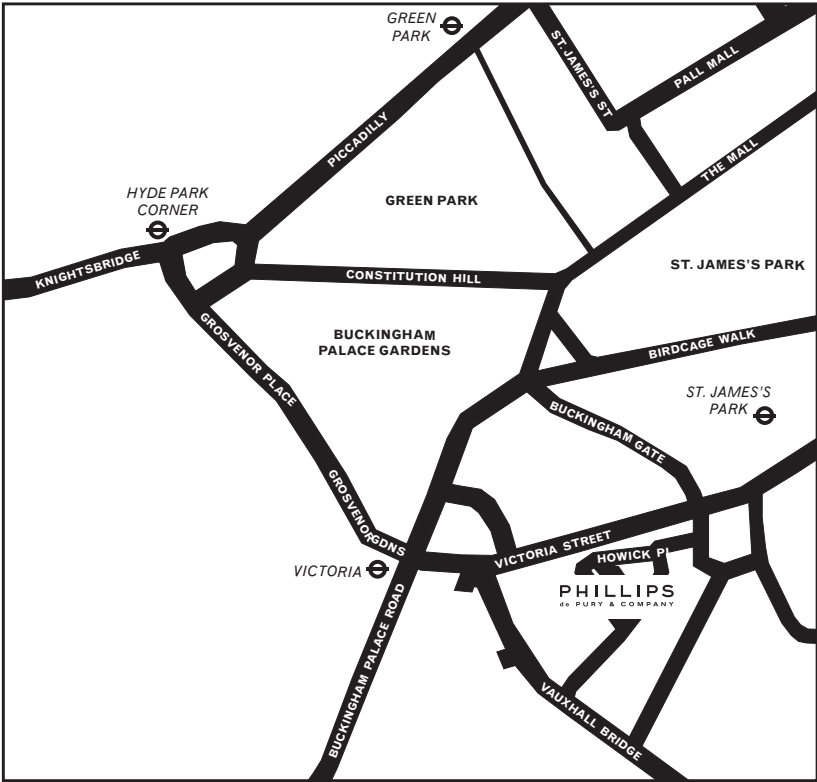 GREEN
PARK
ST. JAMES'S ST
PALL MALL
PICCADILLY
THE MALL
HYDE PARK
CORNER
GREEN PARK
KNIGHTSBRIDGE
CONSTITUTION HILL
ST. JAMES'S PARK
GROSVENOR PLACE
BUCKINGHAM
PALACE GARDENS
BIRDCAGE WALK
ST. JAMES'S
PARK
BUCKINGHAM GATE
GROSVENOR GDNS
VICTORIA STREET
HOWICK Pl
VICTORIA
PHILLIPS
de PURY & COMPANY
BUCKINGHAM PALACE ROAD
VAUXHALL BRIDGE